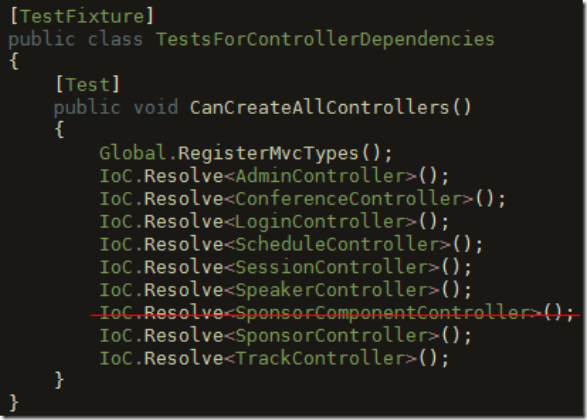 [TestFixture]
public class TestsForControllerDependencies
{
    [Test]
    public void CanCreateAllControllers()
    {
        Global.RegisterMvcTypes();
        IoC.Resolve<AdminController>();
        IoC.Resolve<ConferenceController>();
        IoC.Resolve<LoginController>();
        IoC.Resolve<ScheduleController>();
        IoC.Resolve<SessionController>();
        IoC.Resolve<SpeakerController>();
        IoC.Resolve<SponsorComponentController>();
        IoC.Resolve<SponsorController>();
        IoC.Resolve<TrackController>();
    }
}